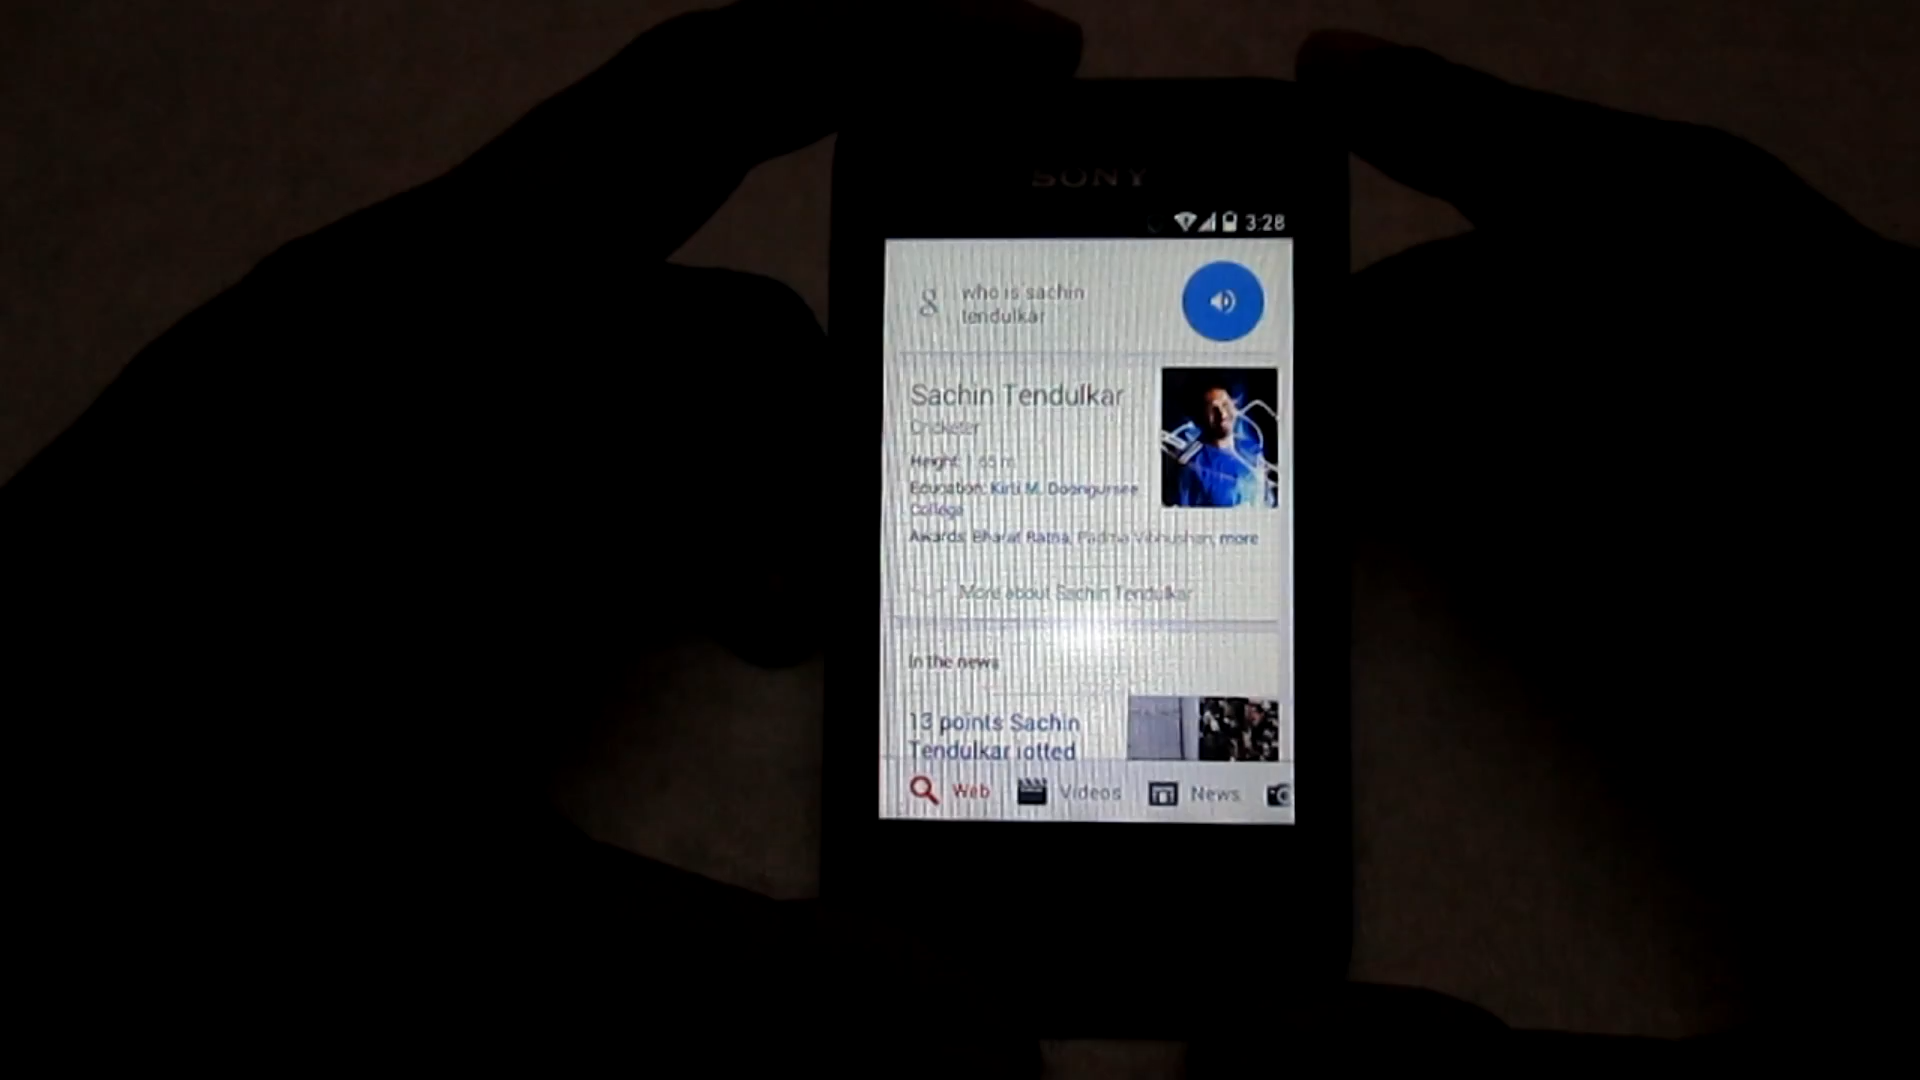 SONY
3:28
who is sachin
tendulkar
Sachin Tendulkar
Cricketer
Height: 1.65 m
Education: Kirti M. Doongursee
College
Awards: Bharat Ratna, Padma Vibhushan, more
More about Sachin Tendulkar
In the news
13 points Sachin
Tendulkar jotted
Web Videos News